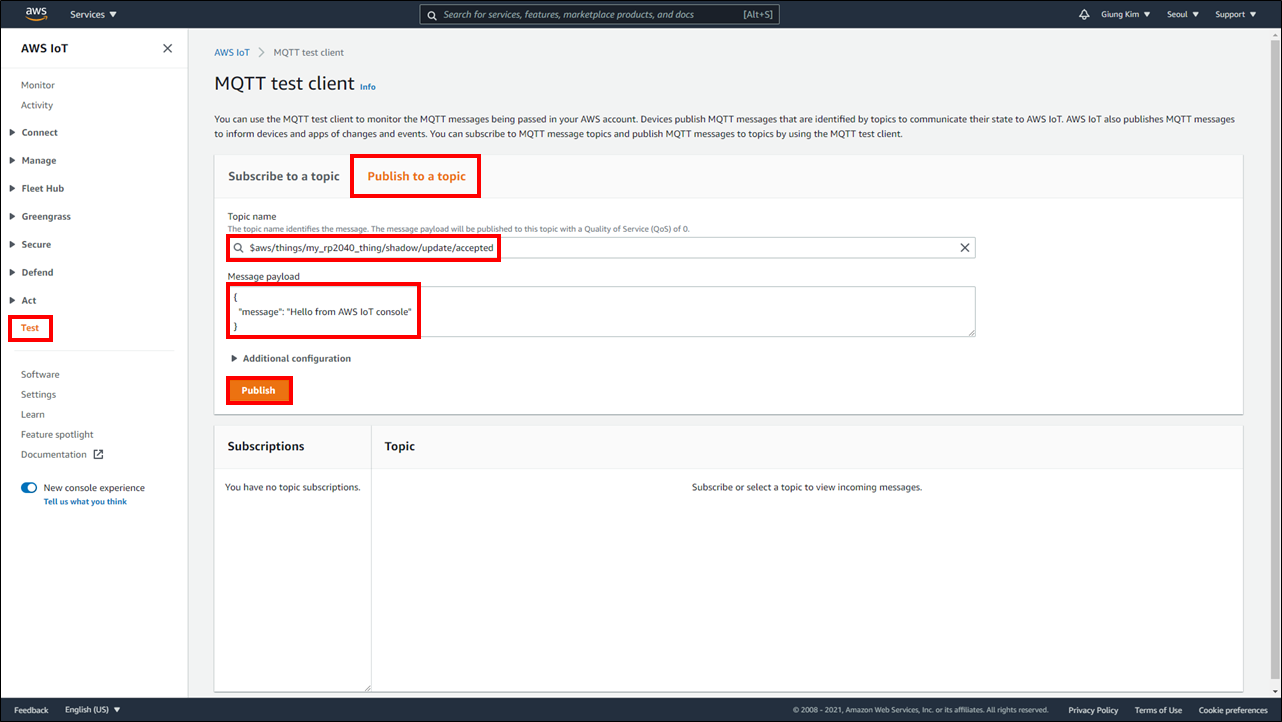 aws Services Search for services, features, marketplace products, and docs [Alt+S] Giung Kim Seoul Support
AWS IoT
Monitor
Activity
Connect
Manage
Fleet Hub
Greengrass
Secure
Defend
Act
Test
Software
Settings
Learn
Feature spotlight
Documentation
New console experience
Tell us what you think
AWS IoT MQTT test client
MQTT test client Info
You can use the MQTT test client to monitor the MQTT messages being passed in your AWS account. Devices publish MQTT messages that are identified by topics to communicate their state to AWS IoT. AWS IoT also publishes MQTT messages
to inform devices and apps of changes and events. You can subscribe to MQTT message topics and publish MQTT messages to topics by using the MQTT test client.
Subscribe to a topic Publish to a topic
Topic name
The topic name identifies the message. The message payload will be published to this topic with a Quality of Service (QoS) of 0.
$aws/things/my_rp2040_thing/shadow/update/accepted
Message payload
{
"message": "Hello from AWS IoT console"
}
Additional configuration
Publish
Subscriptions Topic
You have no topic subscriptions. Subscribe or select a topic to view incoming messages.
Feedback English (US) © 2008 - 2021, Amazon Web Services, Inc. or its affiliates. All rights reserved. Privacy Policy Terms of Use Cookie preferences